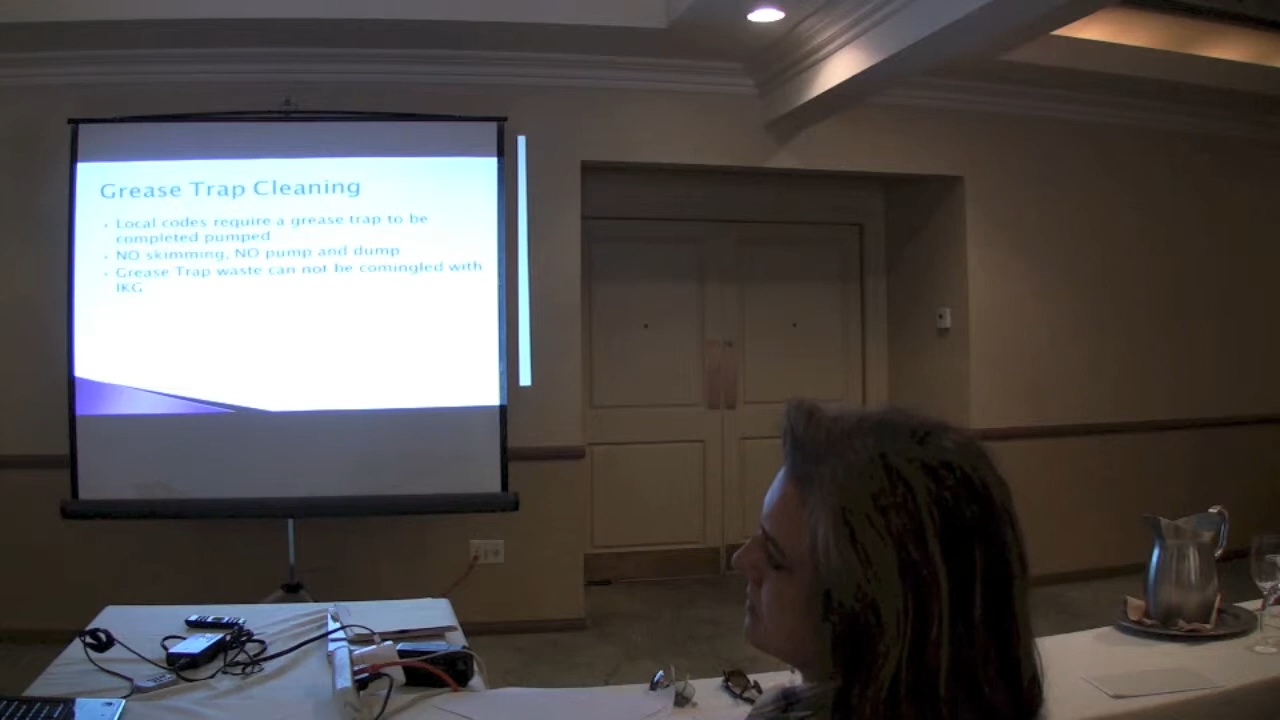 Grease Trap Cleaning
Local codes require a grease trap to be
completed pumped
NO skimming, NO pump and dump
Grease Trap waste can not be comingled with
IKG